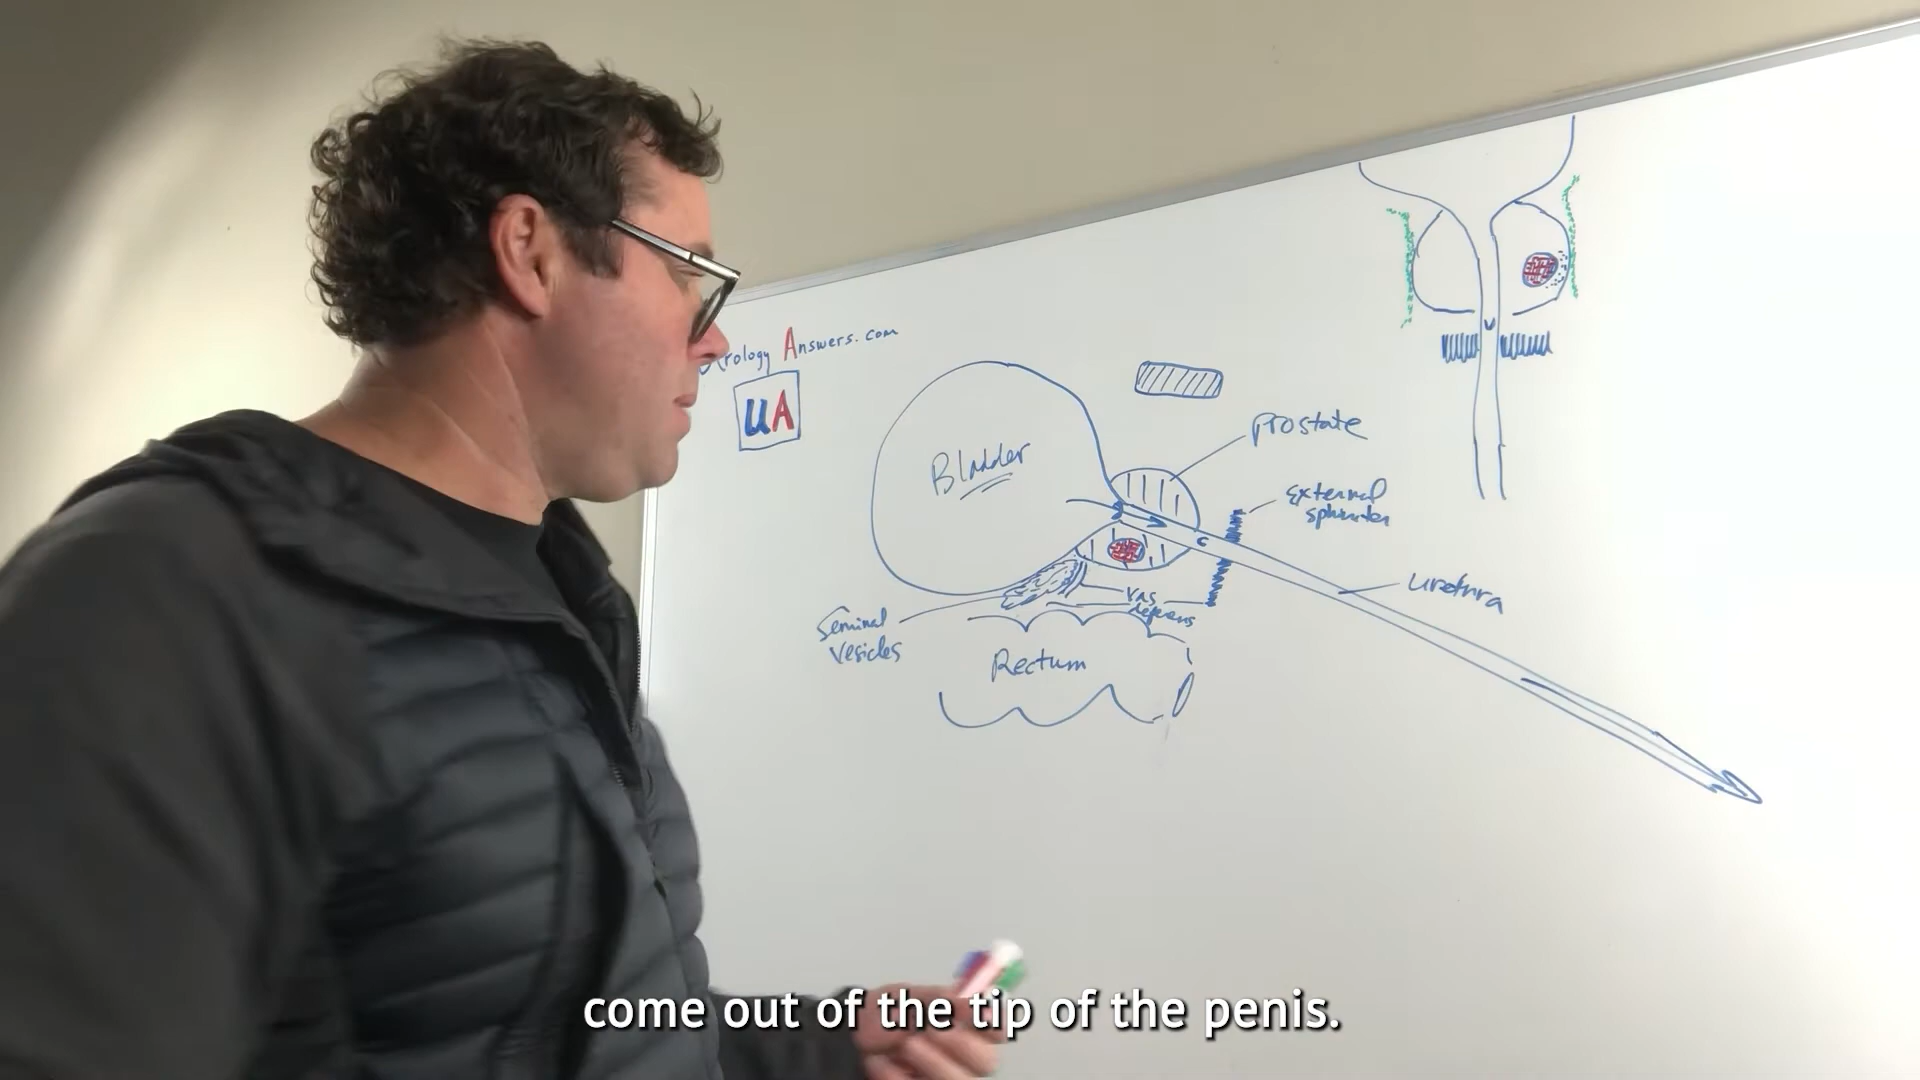 Urology Answers.com
UA
Bladder
prostate
External
sphincter
urethra
Vas
deferens
Seminal
Vesicles
Rectum
come out of the tip of the penis.